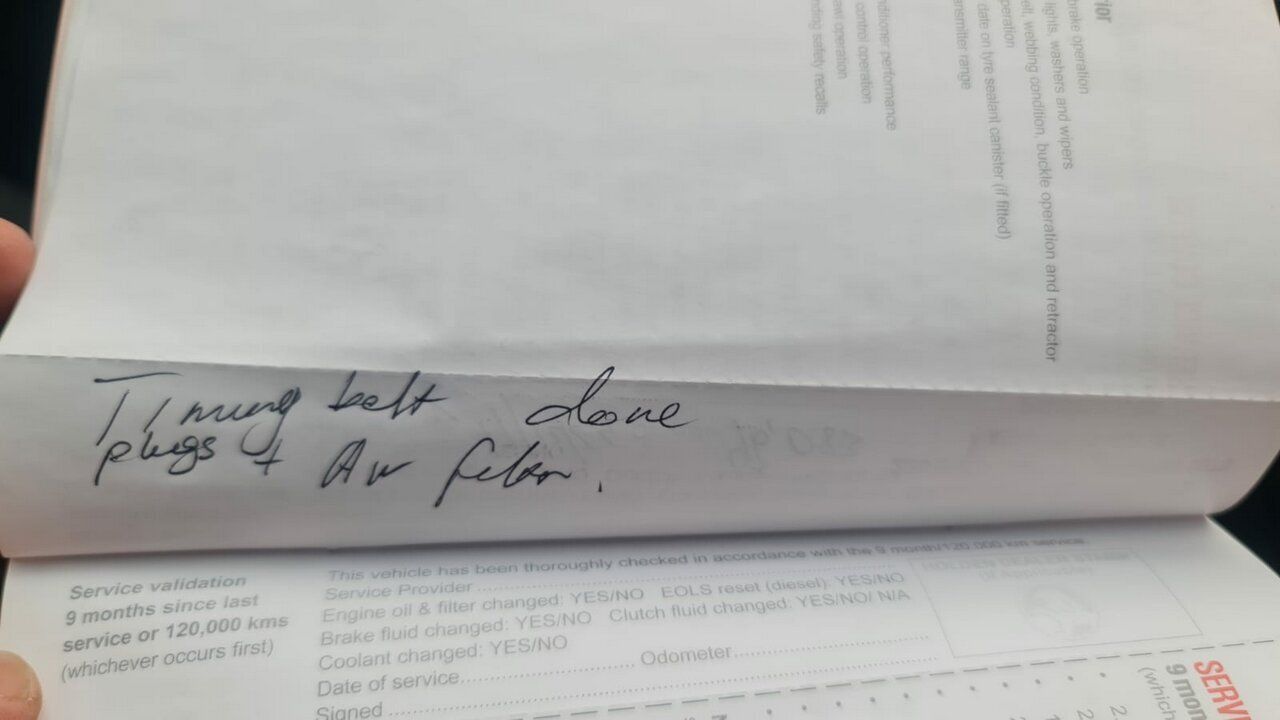 brake operation
lights, washers and wipers
webbing condition, buckle operation and retractor
date on tyre sealant canister (if fitted)
range
performance
control operation
operation
safety recalls
Timing belt done
plugs + Air filter.
Service validation
9 months since last
service or 120,000 kms
(whichever occurs first)
This vehicle has been thoroughly checked in accordance with the 9 month/120,000 km service.
Service Provider
Engine oil & filter changed: YES/NO EOLS reset (diesel): YES/NO
Brake fluid changed: YES/NO Clutch fluid changed: YES/NO/ N/A
Coolant changed: YES/NO
Date of service Odometer
Signed